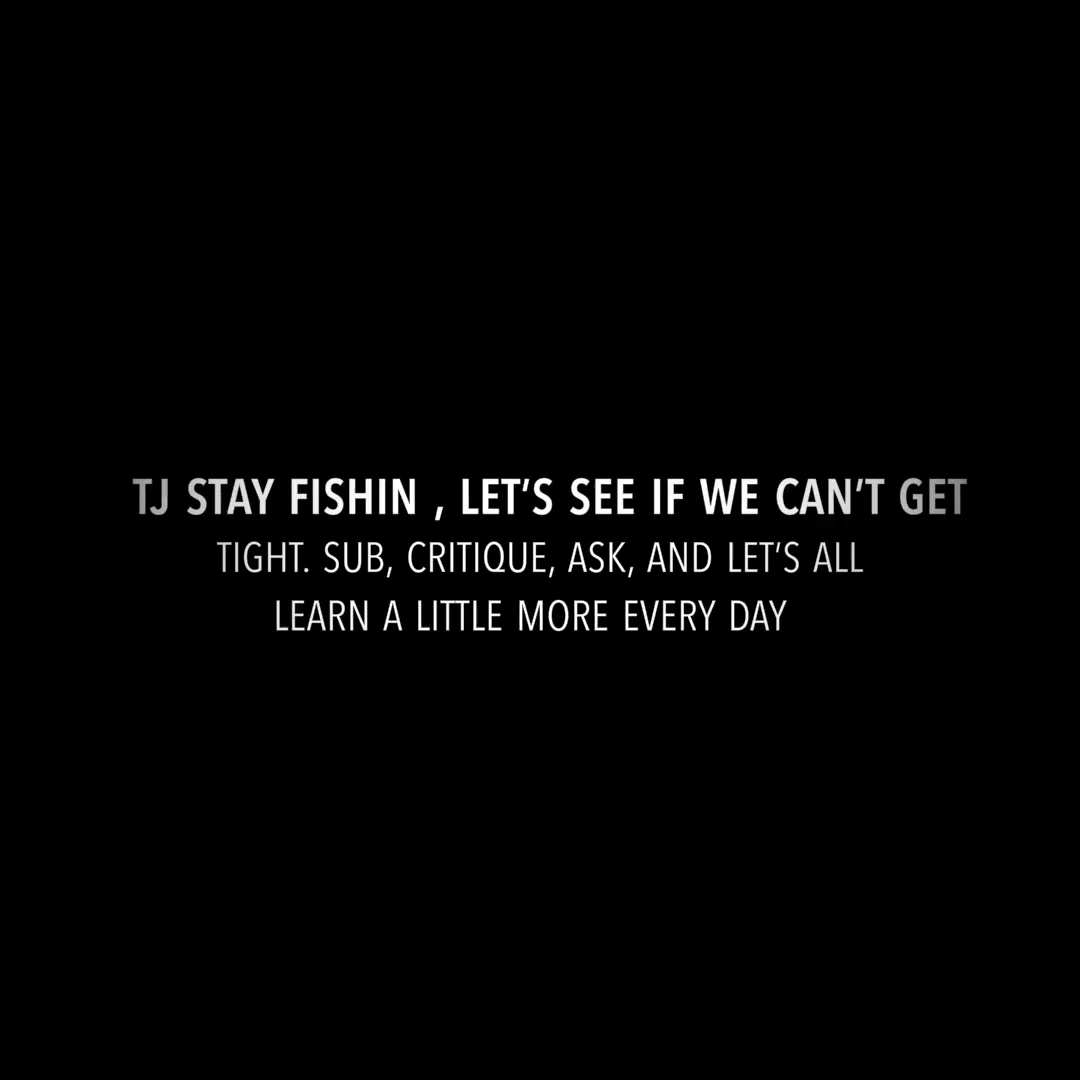 TJ STAY FISHIN , LET’S SEE IF WE CAN’T GET
TIGHT. SUB, CRITIQUE, ASK, AND LET’S ALL
LEARN A LITTLE MORE EVERY DAY